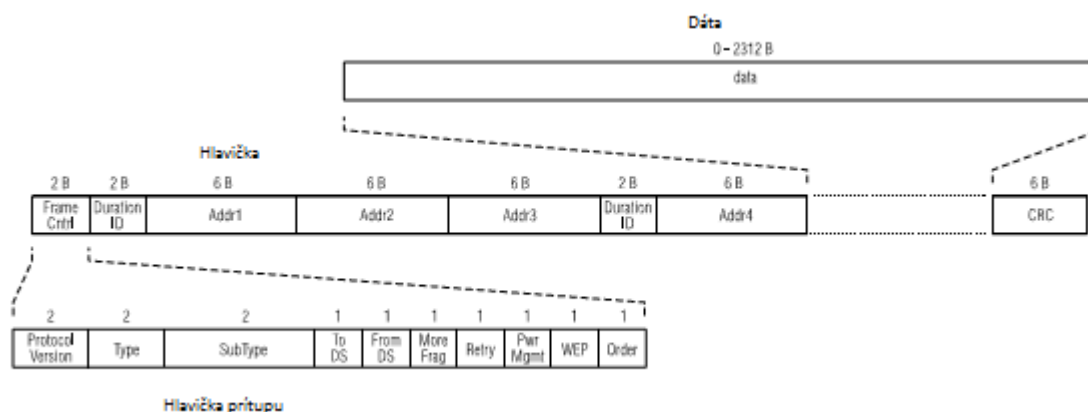 Dáta
0 – 2312 B
data
Hlavička
2 B 2 B 6 B 6 B 6 B 2 B 6 B 6 B
Frame Cntrl Duration ID Addr1 Addr2 Addr3 Duration ID Addr4 CRC
2 2 2 1 1 1 1 1 1 1
Protocol Version Type SubType To DS From DS More Frag Retry Pwr Mgmt WEP Order
Hlavička prítupu